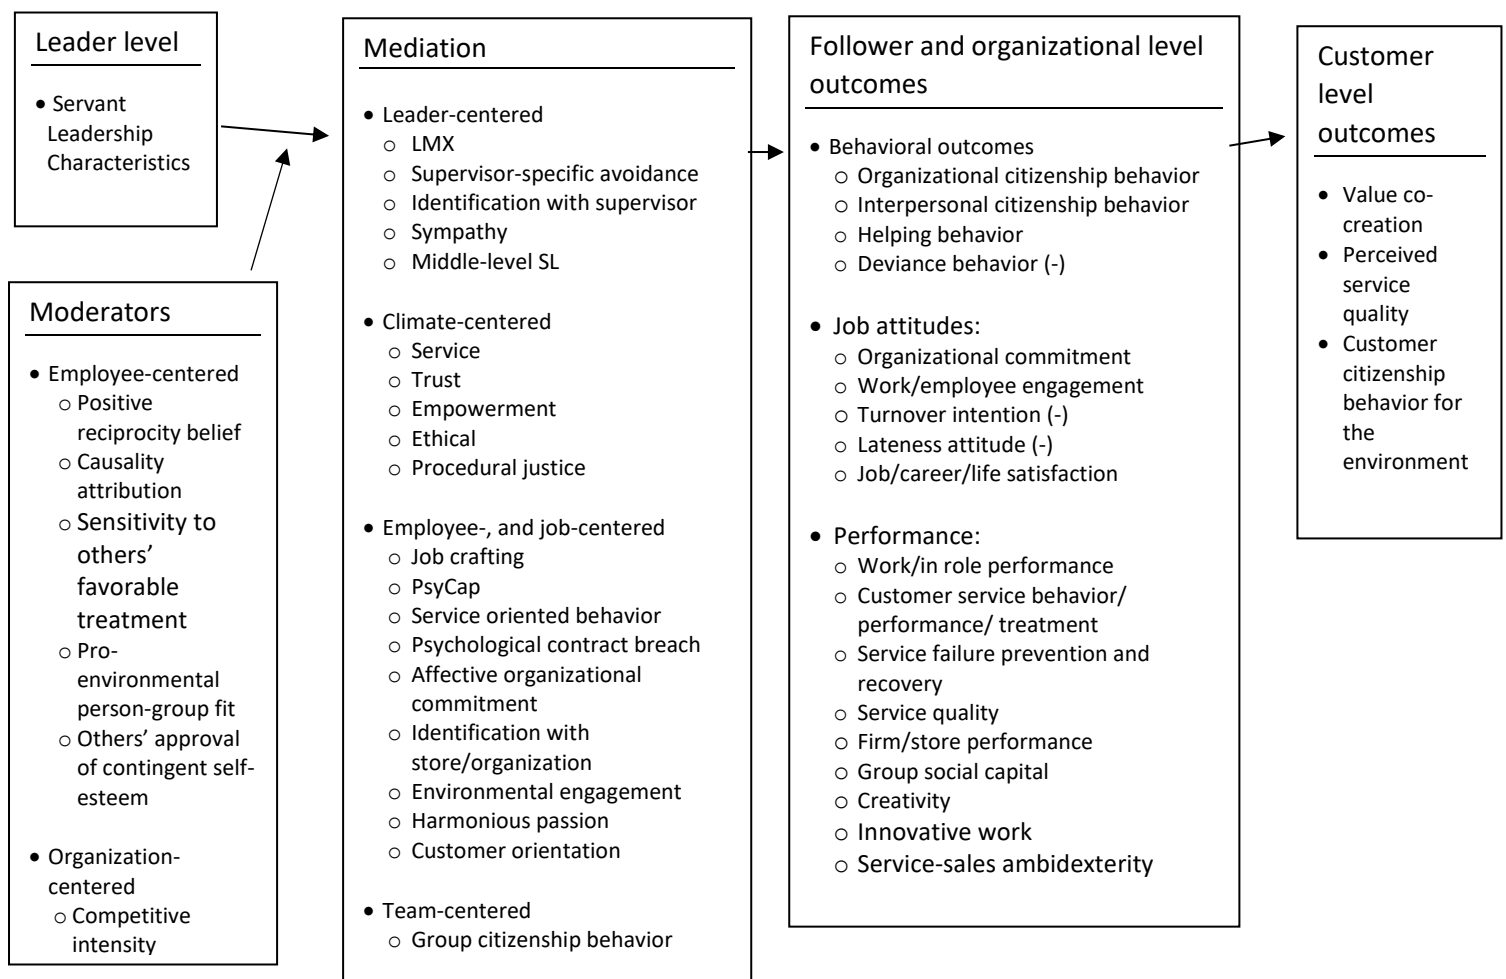 Leader level
• Servant
Leadership
Characteristics
Moderators
• Employee-centered
o Positive
reciprocity belief
o Causality
attribution
o Sensitivity to
others’
favorable
treatment
o Pro-
environmental
person-group fit
o Others’ approval
of contingent self-
esteem
• Organization-
centered
o Competitive
intensity
Mediation
• Leader-centered
o LMX
o Supervisor-specific avoidance
o Identification with supervisor
o Sympathy
o Middle-level SL
• Climate-centered
o Service
o Trust
o Empowerment
o Ethical
o Procedural justice
• Employee-, and job-centered
o Job crafting
o PsyCap
o Service oriented behavior
o Psychological contract breach
o Affective organizational
commitment
o Identification with
store/organization
o Environmental engagement
o Harmonious passion
o Customer orientation
• Team-centered
o Group citizenship behavior
Follower and organizational level
outcomes
• Behavioral outcomes
o Organizational citizenship behavior
o Interpersonal citizenship behavior
o Helping behavior
o Deviance behavior (-)
• Job attitudes:
o Organizational commitment
o Work/employee engagement
o Turnover intention (-)
o Lateness attitude (-)
o Job/career/life satisfaction
• Performance:
o Work/in role performance
o Customer service behavior/
performance/ treatment
o Service failure prevention and
recovery
o Service quality
o Firm/store performance
o Group social capital
o Creativity
o Innovative work
o Service-sales ambidexterity
Customer
level
outcomes
• Value co-
creation
• Perceived
service
quality
• Customer
citizenship
behavior for
the
environment